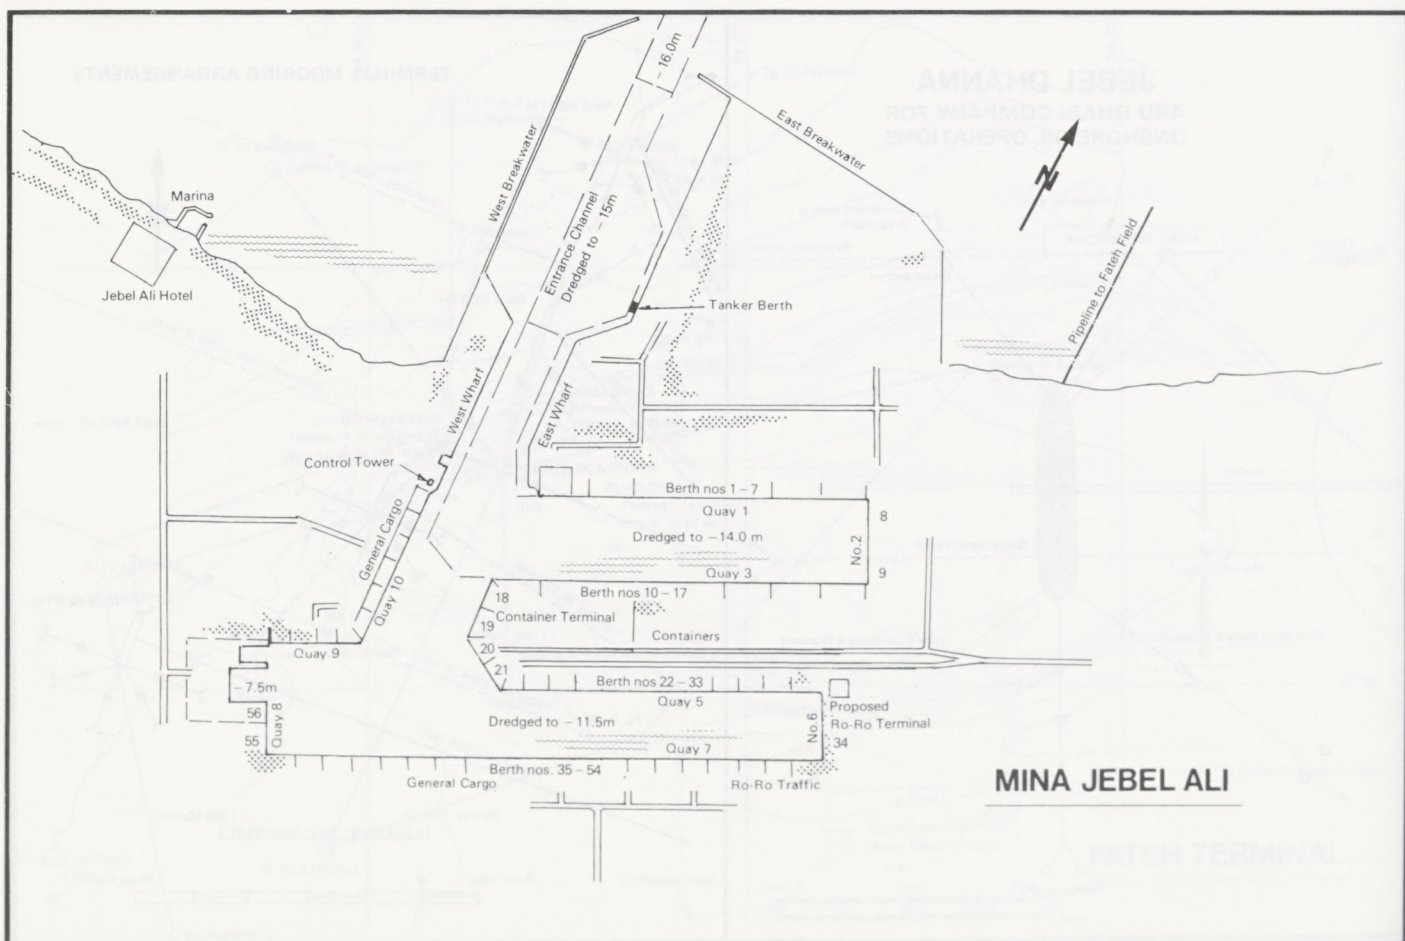 -16.0m
East Breakwater
West Breakwater
Marina
Entrance Channel
Dredged to -15m
N
Pipeline to Fateh Field
Jebel Ali Hotel
Tanker Berth
West Wharf
East Wharf
Control Tower
Berth nos 1-7
Quay 1
8
General Cargo
Dredged to -14.0 m
No.2
Quay 3
9
Quay 10
18
Berth nos 10-17
Container Terminal
19
Containers
20
Quay 9
21
Berth nos 22-33
-7.5m
Quay 5
Proposed
Ro-Ro Terminal
56
Quay 8
Dredged to -11.5m
No.6
55
Quay 7
34
Berth nos. 35-54
General Cargo
Ro-Ro Traffic
MINA JEBEL ALI
JEBEL DHANNA
ABU DHABI COMPANY FOR
ONSHORE OIL OPERATIONS
TERMINAL MOORING ARRANGEMENTS
FATEH TERMINAL